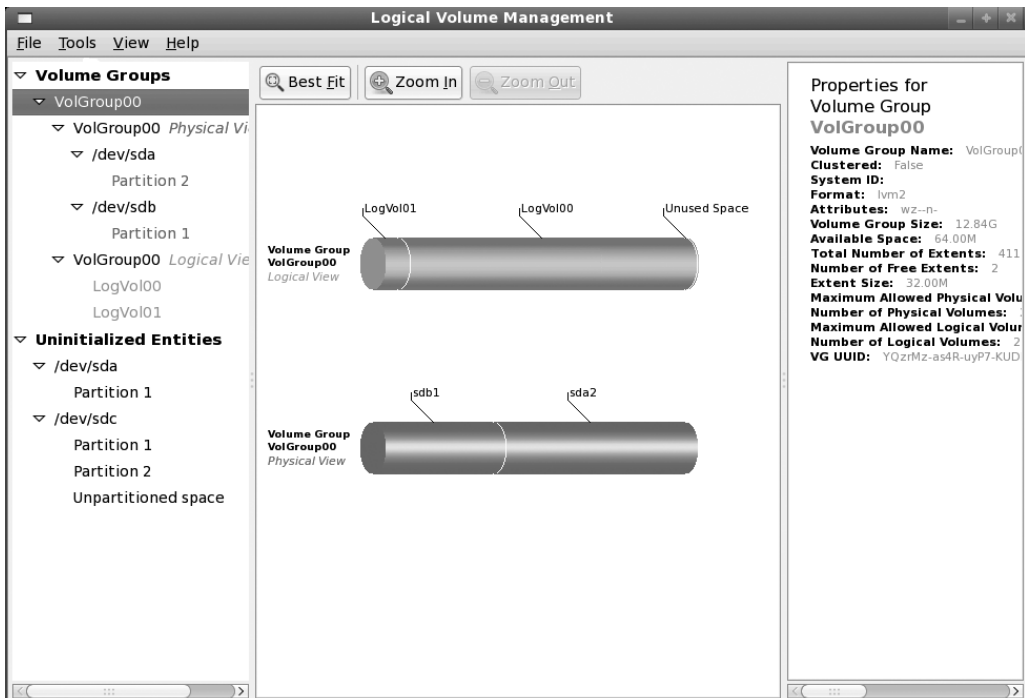 Logical Volume Management
File Tools View Help
Volume Groups
VolGroup00
VolGroup00 Physical Vi
/dev/sda
Partition 2
/dev/sdb
Partition 1
VolGroup00 Logical Vie
LogVol00
LogVol01
Uninitialized Entities
/dev/sda
Partition 1
/dev/sdc
Partition 1
Partition 2
Unpartitioned space
Best Fit
Zoom In
Zoom Out
LogVol01
LogVol00
Unused Space
Volume Group
VolGroup00
Logical View
sdb1
sda2
Volume Group
VolGroup00
Physical View
Properties for
Volume Group
VolGroup00
Volume Group Name: VolGroup0
Clustered: False
System ID:
Format: lvm2
Attributes: wz--n-
Volume Group Size: 12.84G
Available Space: 64.00M
Total Number of Extents: 411
Number of Free Extents: 2
Extent Size: 32.00M
Maximum Allowed Physical Volu
Number of Physical Volumes:
Maximum Allowed Logical Volu
Number of Logical Volumes: 2
VG UUID: YQzrMz-as4R-uyP7-KUD